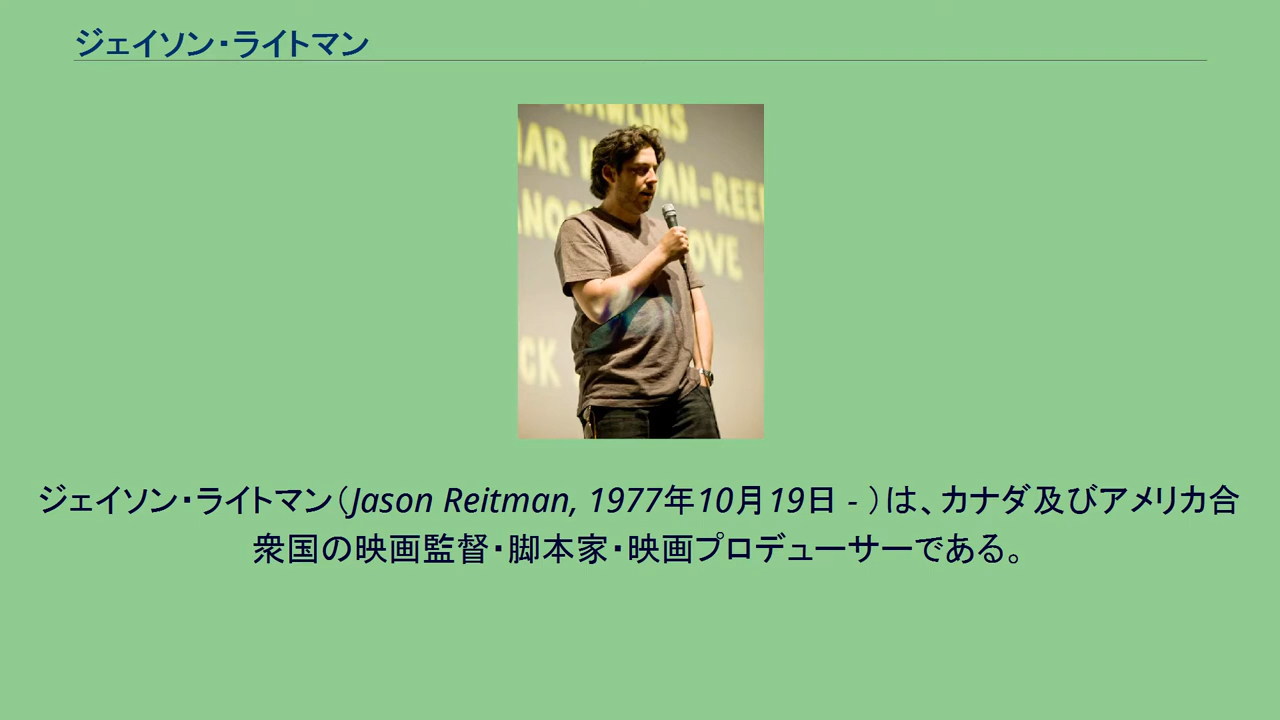 ジェイソン・ライトマン
RAWLINS
OVE
CK
ジェイソン・ライトマン（Jason Reitman, 1977年10月19日 - ）は、カナダ及びアメリカ合
衆国の映画監督・脚本家・映画プロデューサーである。